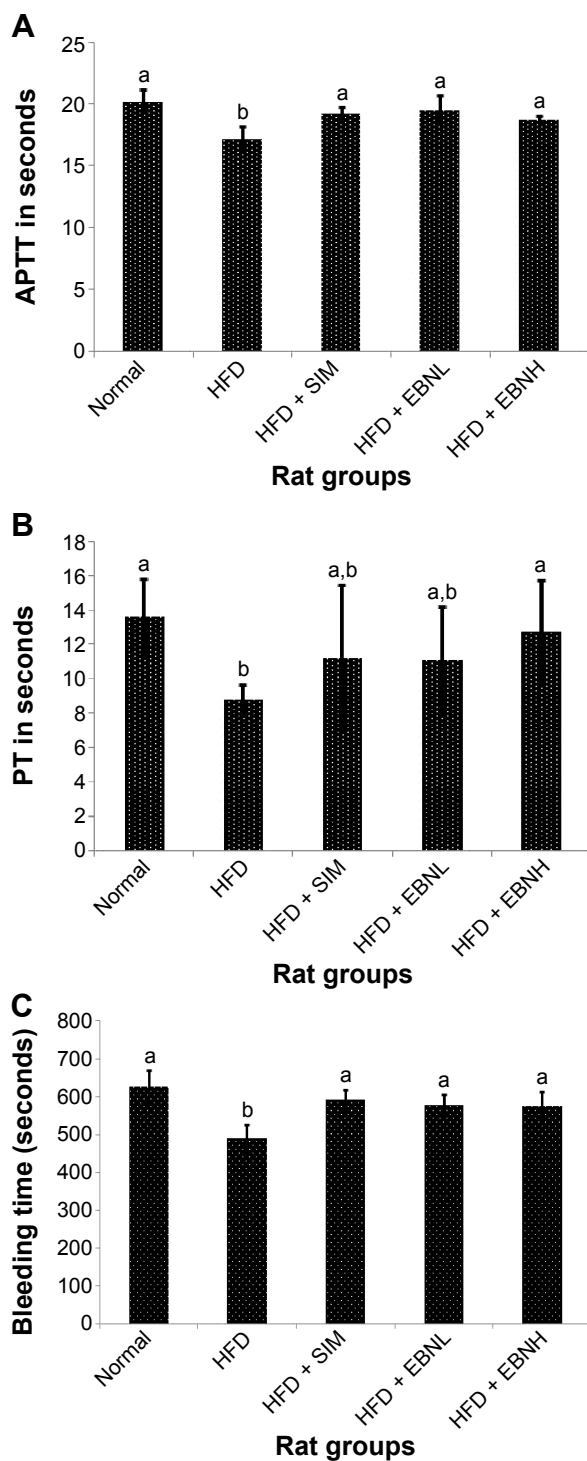 A
APTT in seconds
25
20
15
10
5
0
a
b
a
a
a
Normal
HFD
HFD + SIM
HFD + EBNL
HFD + EBNH
Rat groups
B
PT in seconds
18
16
14
12
10
8
6
4
2
0
a
b
a,b
a,b
a
Normal
HFD
HFD + SIM
HFD + EBNL
HFD + EBNH
Rat groups
C
Bleeding time (seconds)
800
700
600
500
400
300
200
100
0
a
b
a
a
a
Normal
HFD
HFD + SIM
HFD + EBNL
HFD + EBNH
Rat groups